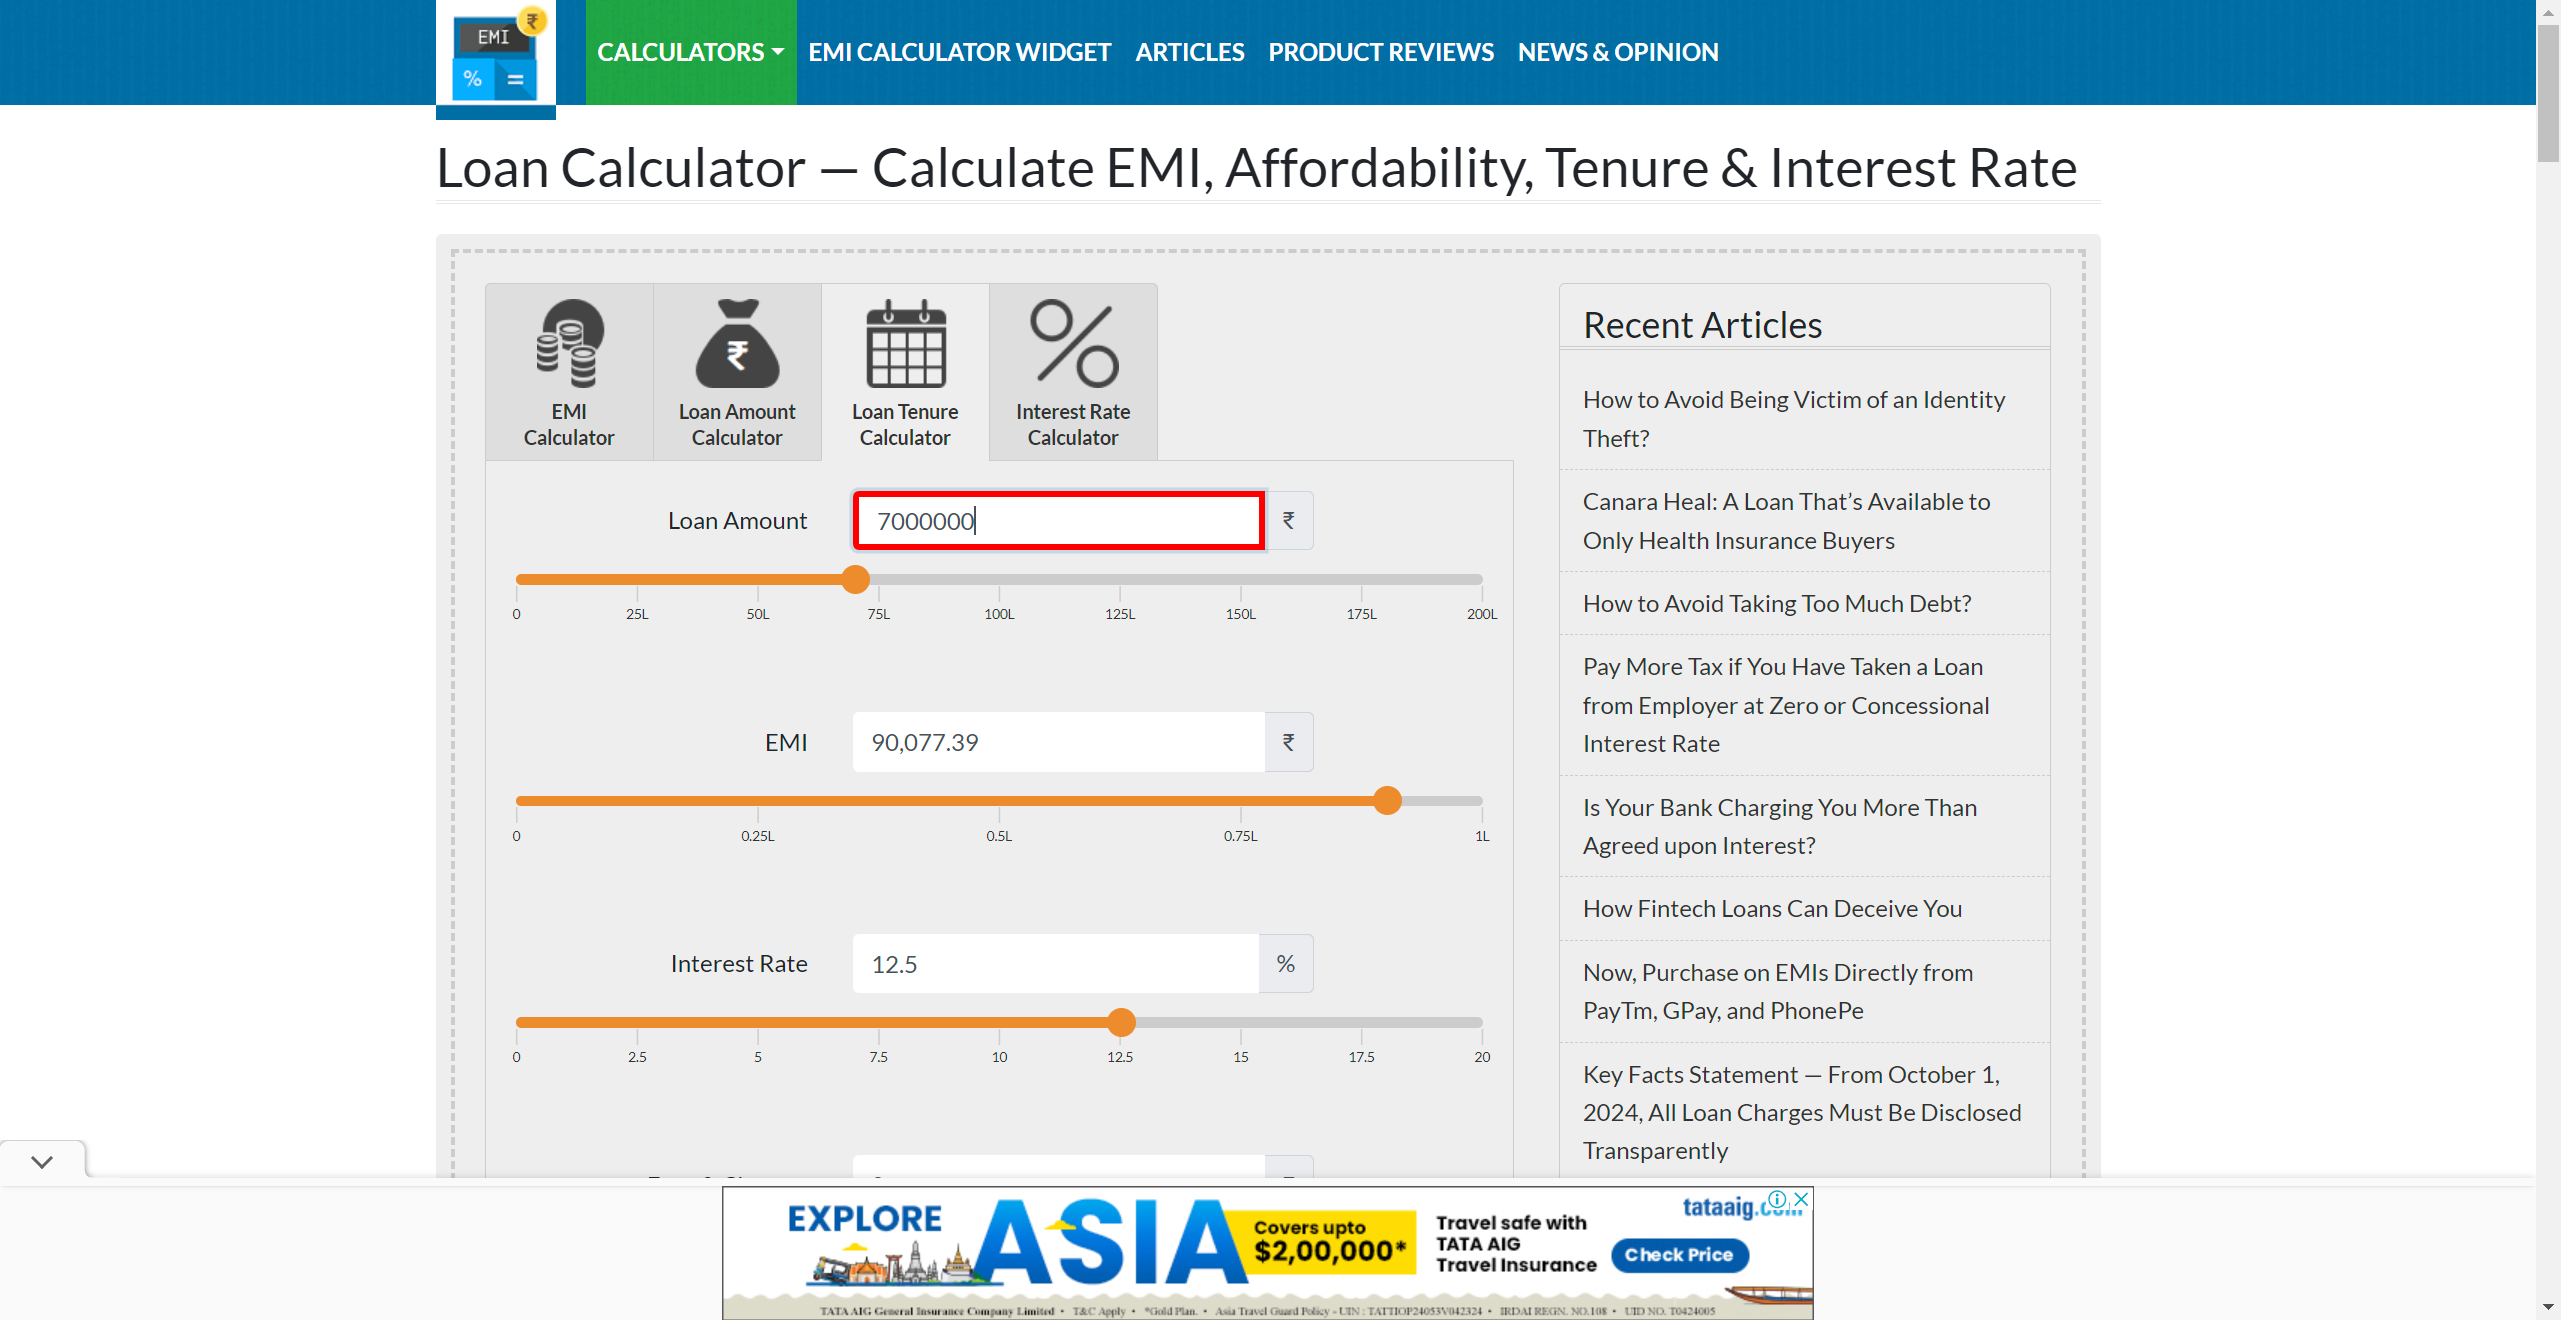 EMI
₹
%
=
CALCULATORS
EMI CALCULATOR WIDGET
ARTICLES
PRODUCT REVIEWS
NEWS & OPINION
Loan Calculator — Calculate EMI, Affordability, Tenure & Interest Rate
EMI
Calculator
₹
Loan Amount
Calculator
Loan Tenure
Calculator
Interest Rate
Calculator
Loan Amount
7000000
₹
0
25L
50L
75L
100L
125L
150L
175L
200L
EMI
90,077.39
₹
0
0.25L
0.5L
0.75L
1L
Interest Rate
12.5
%
0
2.5
5
7.5
10
12.5
15
17.5
20
Recent Articles
How to Avoid Being Victim of an Identity
Theft?
Canara Heal: A Loan That's Available to
Only Health Insurance Buyers
How to Avoid Taking Too Much Debt?
Pay More Tax if You Have Taken a Loan
from Employer at Zero or Concessional
Interest Rate
Is Your Bank Charging You More Than
Agreed upon Interest?
How Fintech Loans Can Deceive You
Now, Purchase on EMIs Directly from
PayTm, GPay, and PhonePe
Key Facts Statement — From October 1,
2024, All Loan Charges Must Be Disclosed
Transparently
EXPLORE
ASIA
Covers upto
$2,00,000*
Travel safe with
TATA AIG
Travel Insurance
tataaig.com
Check Price
TATA AIG General Insurance Company Limited • T&C Apply • *Gold Plan. • Asia Travel Guard Policy - UIN : TATTIOP24053V042324 • IRDAI REGN. NO.108 • UID NO. T0424005